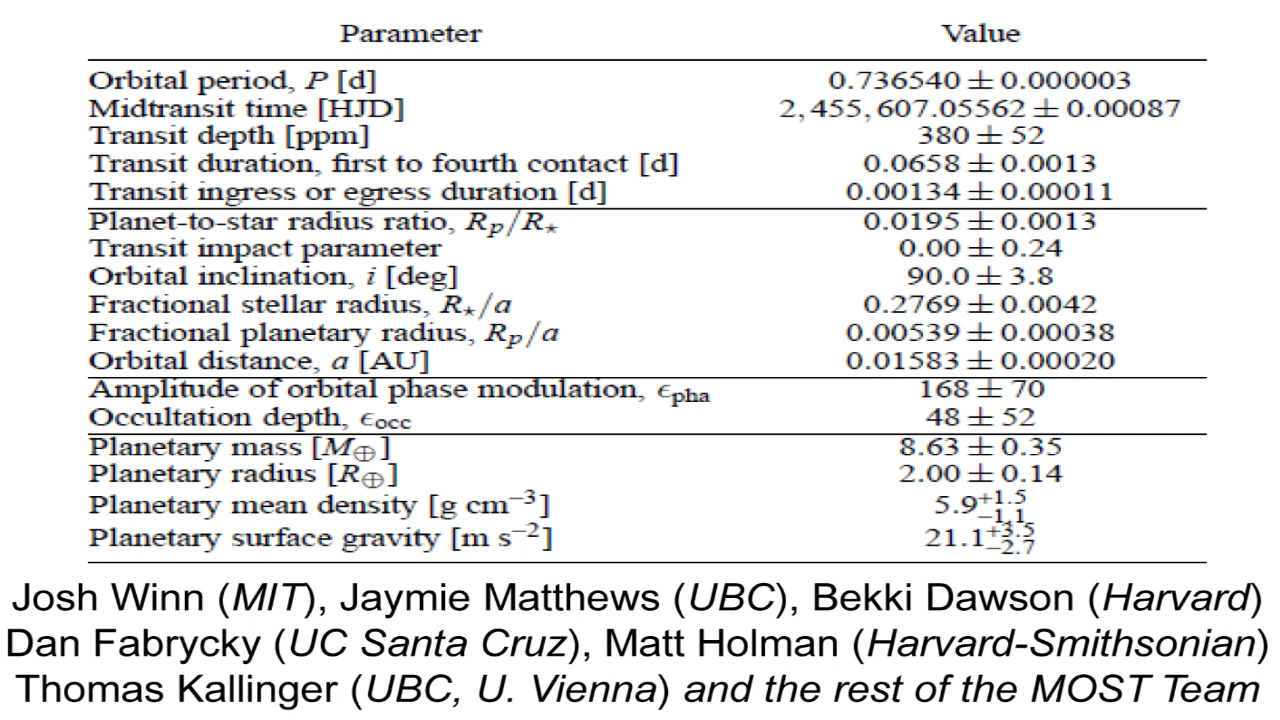 Parameter Value
Orbital period, P [d] 0.736540 ± 0.000003
Midtransit time [HJD] 2,455,607.05562 ± 0.00087
Transit depth [ppm] 380 ± 52
Transit duration, first to fourth contact [d] 0.0658 ± 0.0013
Transit ingress or egress duration [d] 0.00134 ± 0.00011
Planet-to-star radius ratio, Rp/R⋆ 0.0195 ± 0.0013
Transit impact parameter 0.00 ± 0.24
Orbital inclination, i [deg] 90.0 ± 3.8
Fractional stellar radius, R⋆/a 0.2769 ± 0.0042
Fractional planetary radius, Rp/a 0.00539 ± 0.00038
Orbital distance, a [AU] 0.01583 ± 0.00020
Amplitude of orbital phase modulation, ϵpha 168 ± 70
Occultation depth, ϵocc 48 ± 52
Planetary mass [M⊕] 8.63 ± 0.35
Planetary radius [R⊕] 2.00 ± 0.14
Planetary mean density [g cm−3] 5.9+1.5−1.1
Planetary surface gravity [m s−2] 21.1+3.5−2.7
Josh Winn (MIT), Jaymie Matthews (UBC), Bekki Dawson (Harvard)
Dan Fabrycky (UC Santa Cruz), Matt Holman (Harvard-Smithsonian)
Thomas Kallinger (UBC, U. Vienna) and the rest of the MOST Team